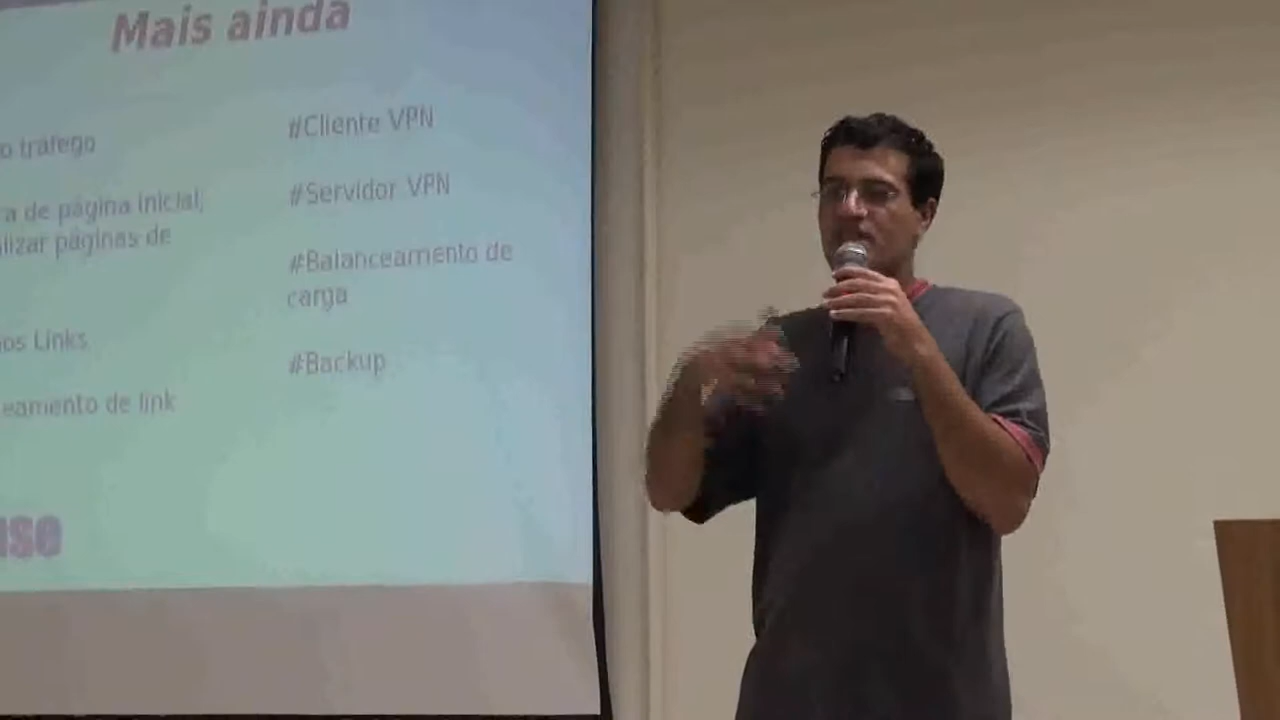 Mais ainda
o tráfego
a de página inicial;
lizar páginas de
os Links
eamento de link
#Cliente VPN
#Servidor VPN
#Balanceamento de
carga
#Backup